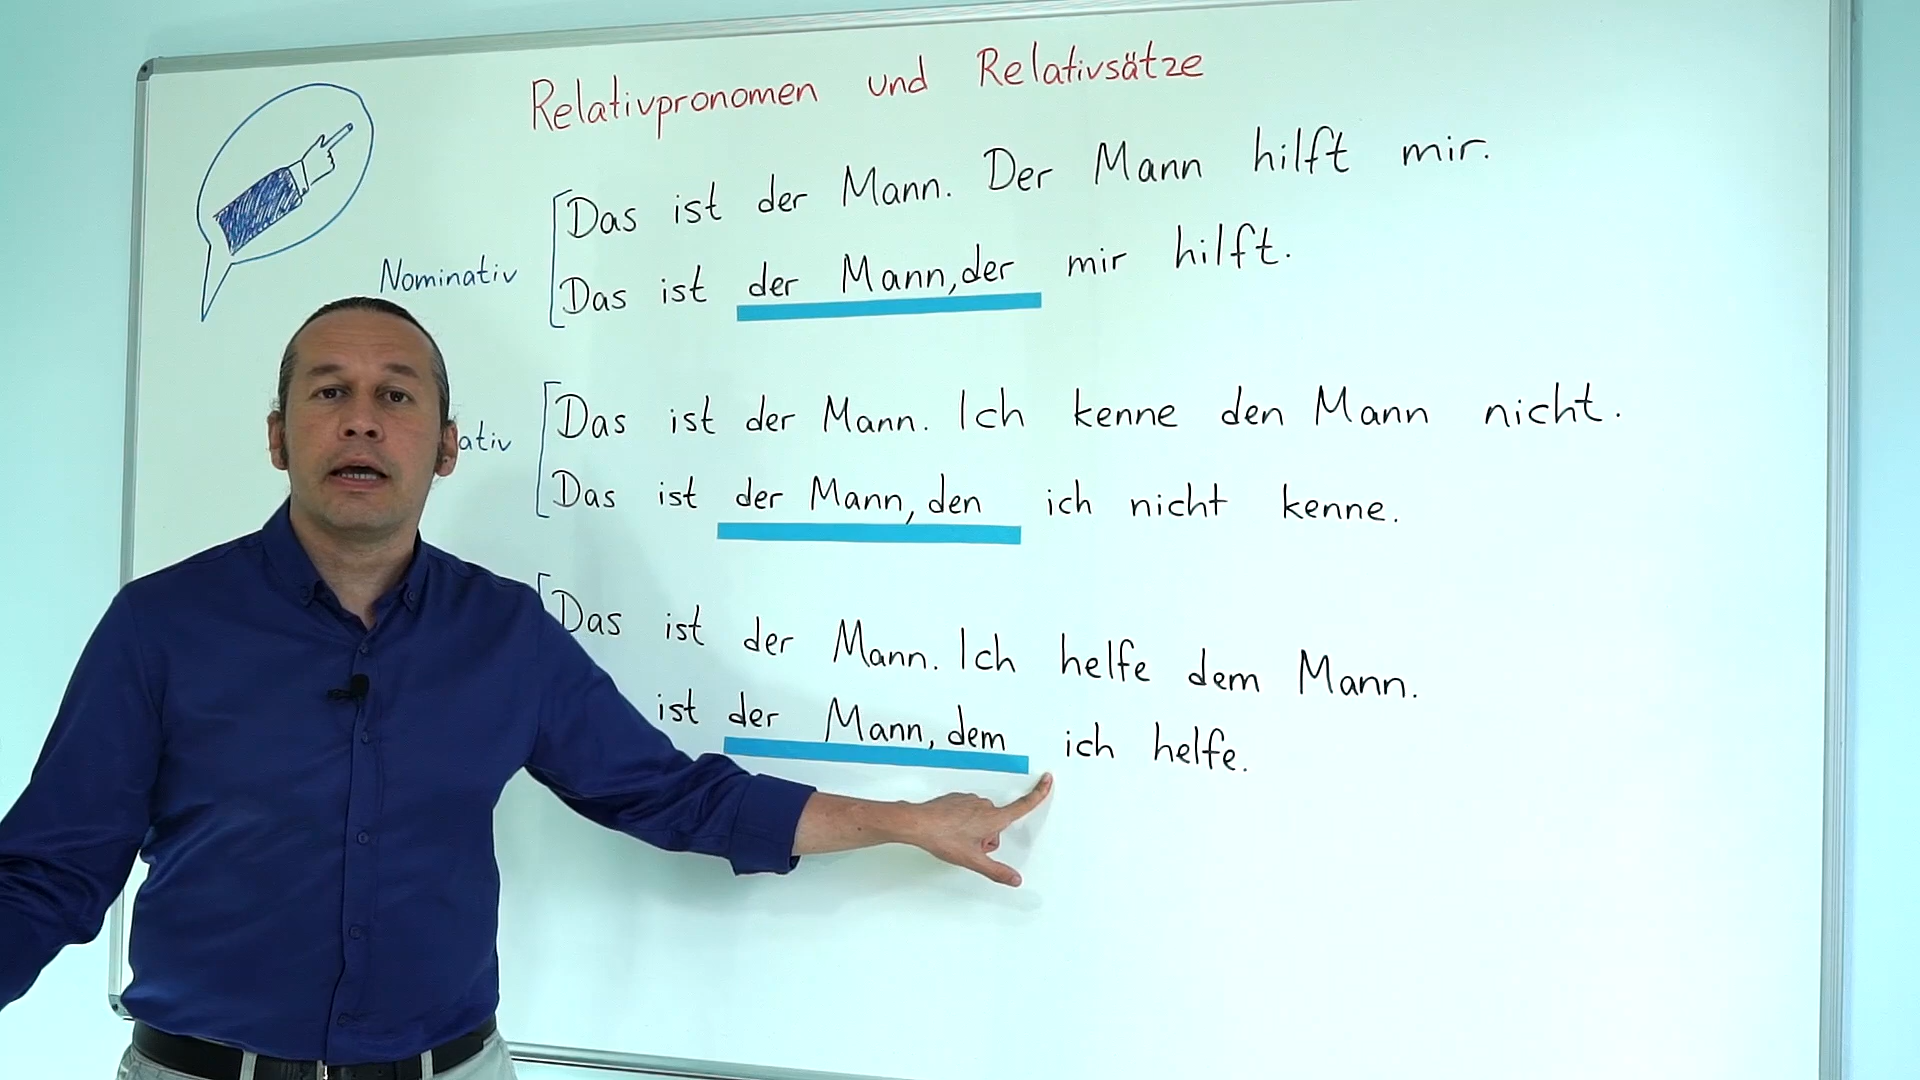 Relativpronomen und Relativsätze
Das ist der Mann. Der Mann hilft mir.
Nominativ
Das ist der Mann, der mir hilft.
Das ist der Mann. Ich kenne den Mann nicht.
ativ
Das ist der Mann, den ich nicht kenne.
Das ist der Mann. Ich helfe dem Mann.
ist der Mann, dem ich helfe.